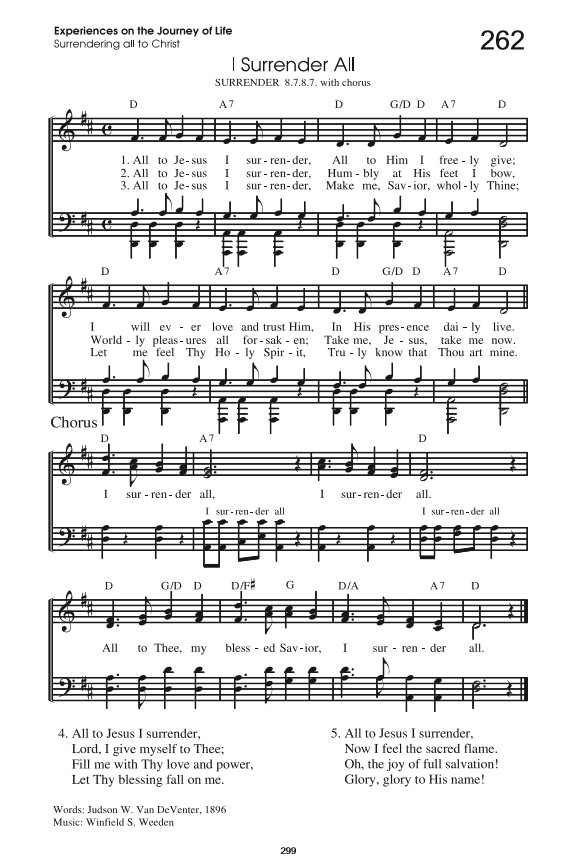 Experiences on the Journey of Life
Surrendering all to Christ
262
I Surrender All
SURRENDER 8.7.8.7. with chorus
D A7 D G/D D A7 D
1. All to Je-sus I sur-ren-der, All to Him I free-ly give;
2. All to Je-sus I sur-ren-der, Hum-bly at His feet I bow,
3. All to Je-sus I sur-ren-der, Make me, Sav-ior, whol-ly Thine;
D A7 D G/D D A7 D
I will ev-er love and trust Him, In His pres-ence dai-ly live.
World-ly pleas-ures all for-sak-en; Take me, Je-sus, take me now.
Let me feel Thy Ho-ly Spir-it, Tru-ly know that Thou art mine.
Chorus
D A7 D
I sur-ren-der all, I sur-ren-der all.
I sur-ren-der all I sur-ren-der all
D G/D D D/F♯ G D/A A7 D
All to Thee, my bless-ed Sav-ior, I sur-ren-der all.
4. All to Jesus I surrender,
Lord, I give myself to Thee;
Fill me with Thy love and power,
Let Thy blessing fall on me.
5. All to Jesus I surrender,
Now I feel the sacred flame.
Oh, the joy of full salvation!
Glory, glory to His name!
Words: Judson W. Van DeVenter, 1896
Music: Winfield S. Weeden
299